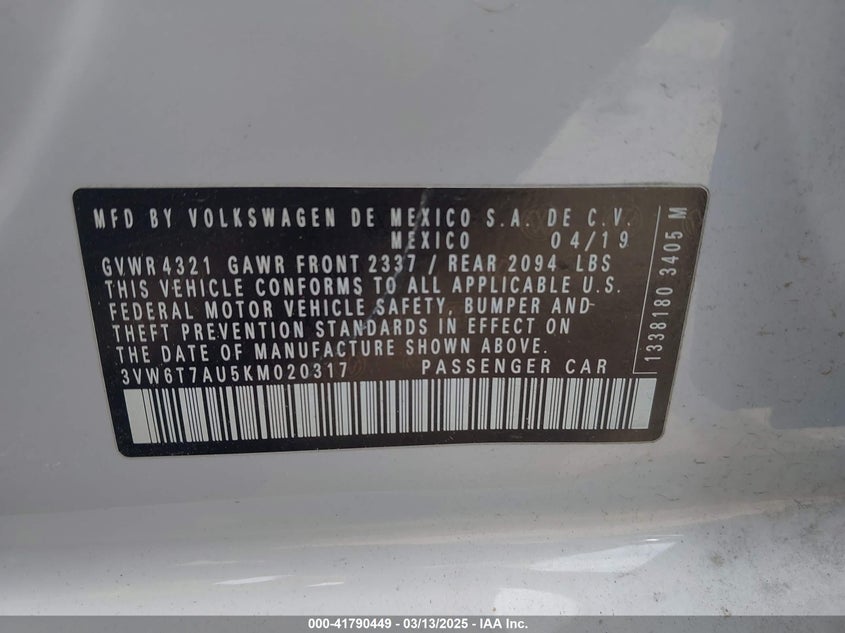 MFD BY VOLKSWAGEN DE MEXICO S.A. DE C.V.
MEXICO 04/19
GVWR 4321 GAWR FRONT 2337 / REAR 2094 LBS
THIS VEHICLE CONFORMS TO ALL APPLICABLE U.S.
FEDERAL MOTOR VEHICLE SAFETY, BUMPER AND
THEFT PREVENTION STANDARDS IN EFFECT ON
THE DATE OF MANUFACTURE SHOWN ABOVE.
3VW6T7AU5KM020317 PASSENGER CAR
1338180 3405 M
000-41790449 - 03/13/2025 - IAA Inc.